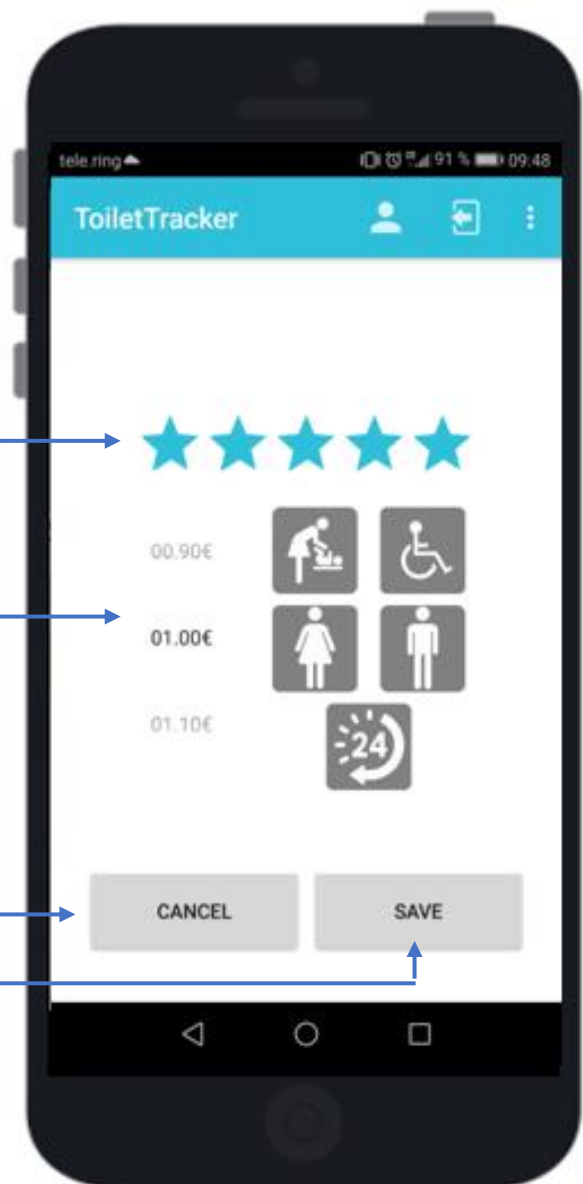 tele.ring 91 % 09:48
ToiletTracker
00.90€
01.00€
01.10€
24
CANCEL SAVE